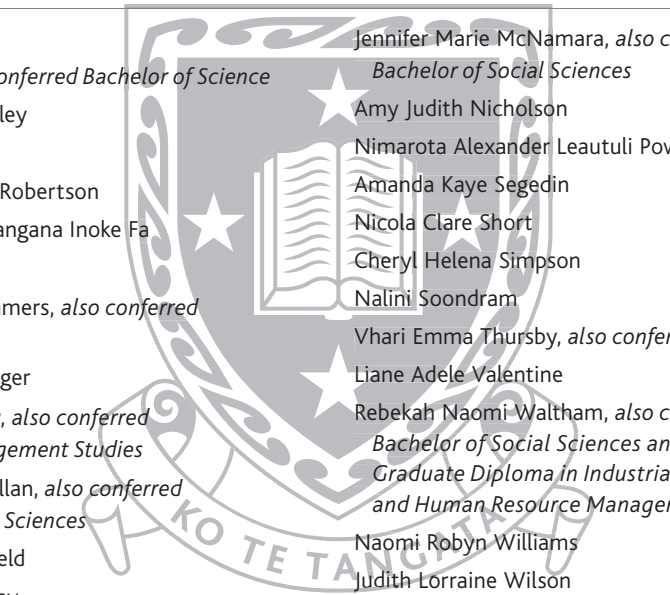 onferred Bachelor of Science
ley
Robertson
angana Inoke Fa
mers, also conferred
ger
, also conferred
gement Studies
llan, also conferred
Sciences
eld
Jennifer Marie McNamara, also c
Bachelor of Social Sciences
Amy Judith Nicholson
Nimarota Alexander Leautuli Pov
Amanda Kaye Segedin
Nicola Clare Short
Cheryl Helena Simpson
Nalini Soondram
Vhari Emma Thursby, also confer
Liane Adele Valentine
Rebekah Naomi Waltham, also c
Bachelor of Social Sciences an
Graduate Diploma in Industria
and Human Resource Manager
Naomi Robyn Williams
Judith Lorraine Wilson
KO TE TANGATA